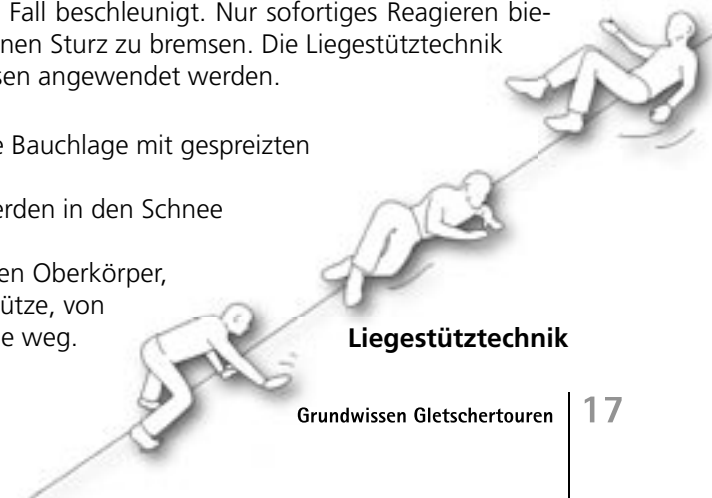 Fall beschleunigt. Nur sofortiges Reagieren bie-
nen Sturz zu bremsen. Die Liegestütztechnik
sen angewendet werden.
e Bauchlage mit gespreizten
erden in den Schnee
en Oberkörper,
ütze, von
e weg.
Liegestütztechnik
Grundwissen Gletschertouren 17